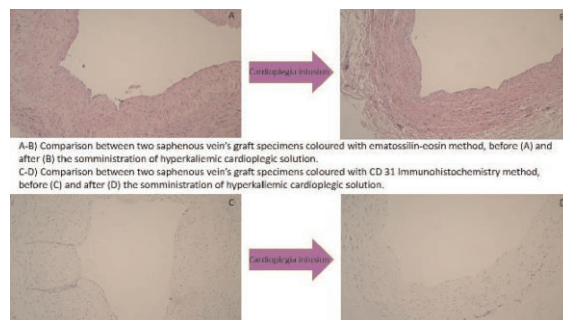 A
Cardioplegia infusion
B
A-B) Comparison between two saphenous vein's graft specimens coloured with ematossilin-eosin method, before (A) and
after (B) the somministration of hyperkaliemic cardioplegic solution.
C-D) Comparison between two saphenous vein's graft specimens coloured with CD 31 Immunohistochemistry method,
before (C) and after (D) the somministration of hyperkaliemic cardioplegic solution.
C
Cardioplegia infusion
D